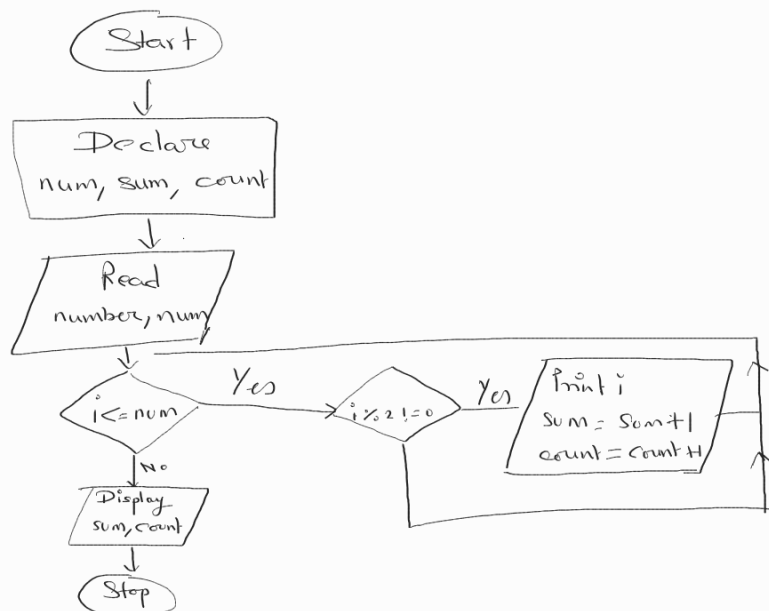 Start
Declare
num, sum, count
Read
number, num
i<=num
Yes
i%2!=0
Yes
Print i
sum = sum+1
count = count+1
No
Display
sum, count
Stop